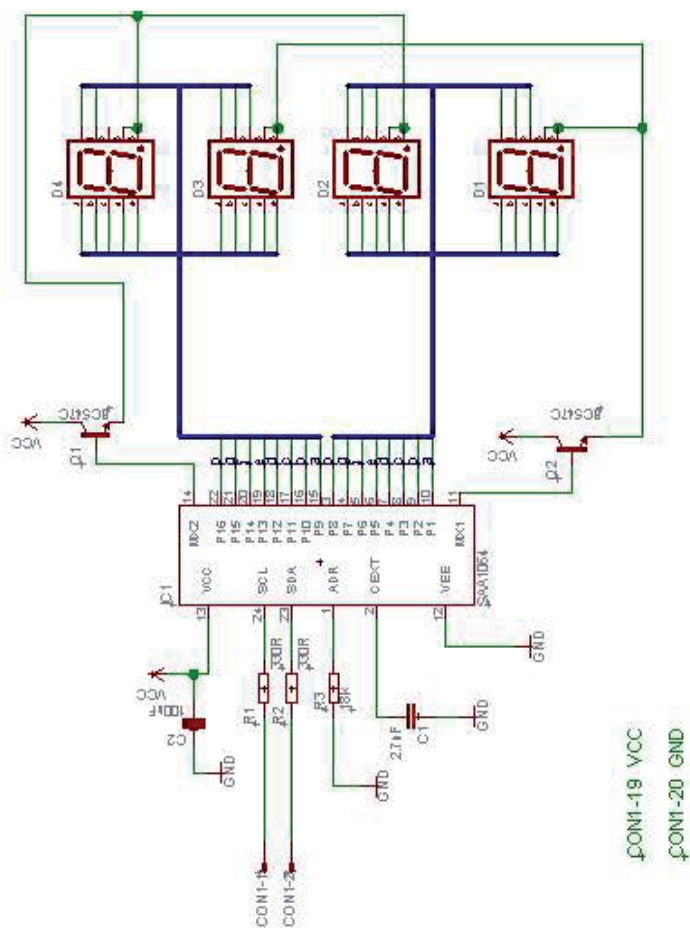 D4
D3
D2
D1
VCC
Q1
BC547C
VCC
Q2
BC547C
14
22
21
20
19
18
17
16
15
3
4
5
6
7
8
9
10
11
MX2
P16
P15
P14
P13
P12
P11
P10
P9
P8
P7
P6
P5
P4
P3
P2
P1
MX1
IC1
VCC
SCL
SDA
ADR
CEXT
VEE
SAA1064
13
24
23
1
2
12
VCC
100nF
C2
GND
R1
330R
R2
330R
R3
18k
GND
2.7nF
C1
GND
GND
CON1-1
CON1-2
CON1-19 VCC
CON1-20 GND